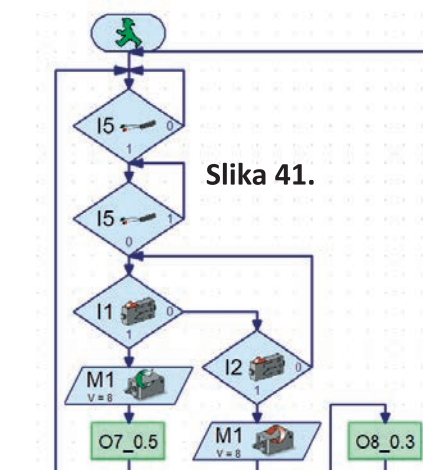 I5
0
1
Slika 41.
I5
1
0
I1
0
1
I2
0
1
M1
V = 8
M1
V = 8
O7_0.5
O8_0.3